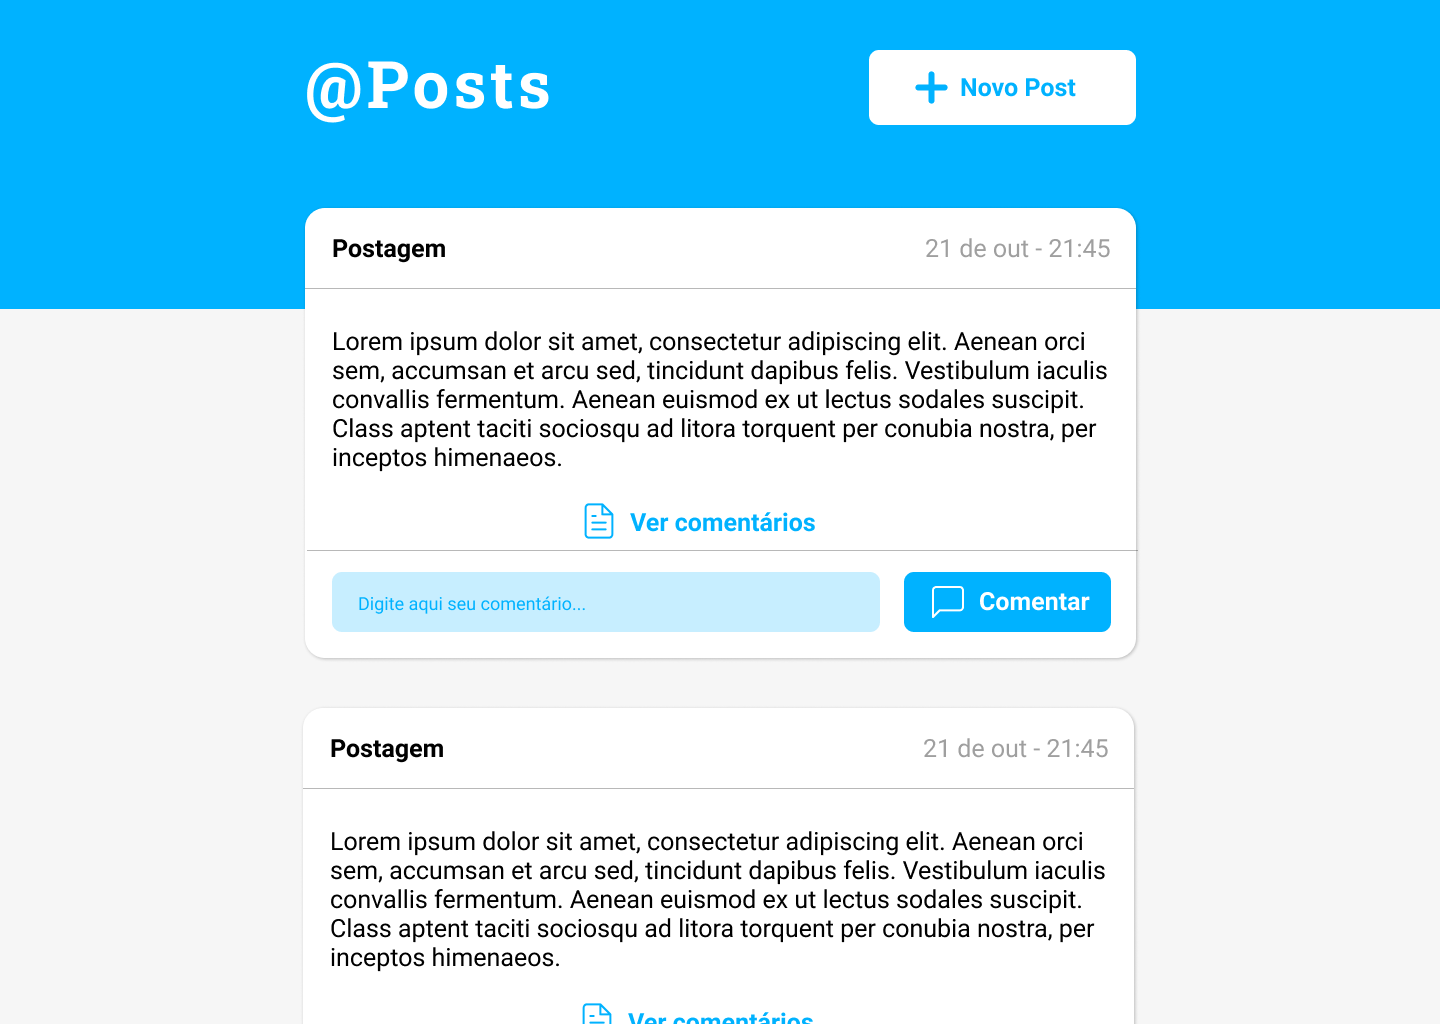 @Posts
Novo Post
Postagem
21 de out - 21:45
Lorem ipsum dolor sit amet, consectetur adipiscing elit. Aenean orci
sem, accumsan et arcu sed, tincidunt dapibus felis. Vestibulum iaculis
convallis fermentum. Aenean euismod ex ut lectus sodales suscipit.
Class aptent taciti sociosqu ad litora torquent per conubia nostra, per
inceptos himenaeos.
Ver comentários
Digite aqui seu comentário...
Comentar
Postagem
21 de out - 21:45
Lorem ipsum dolor sit amet, consectetur adipiscing elit. Aenean orci
sem, accumsan et arcu sed, tincidunt dapibus felis. Vestibulum iaculis
convallis fermentum. Aenean euismod ex ut lectus sodales suscipit.
Class aptent taciti sociosqu ad litora torquent per conubia nostra, per
inceptos himenaeos.
Ver comentários